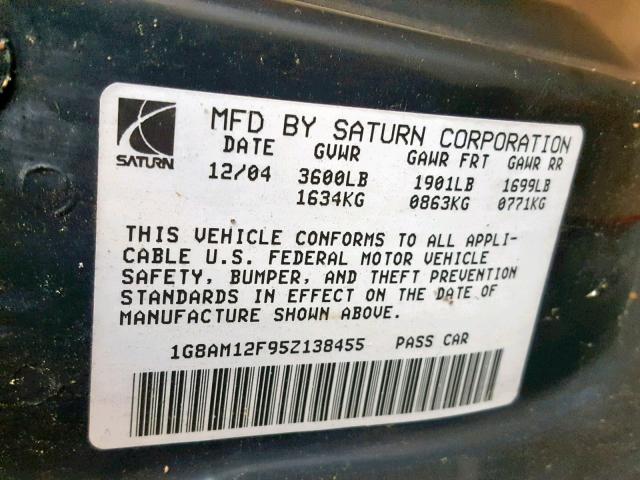 SATURN
MFD BY SATURN CORPORATION
DATE GVWR GAWR FRT GAWR RR
12/04 3600LB 1901LB 1699LB
1634KG 0863KG 0771KG
THIS VEHICLE CONFORMS TO ALL APPLI-
CABLE U.S. FEDERAL MOTOR VEHICLE
SAFETY, BUMPER, AND THEFT PREVENTION
STANDARDS IN EFFECT ON THE DATE OF
MANUFACTURE SHOWN ABOVE.
1G8AM12F95Z138455 PASS CAR